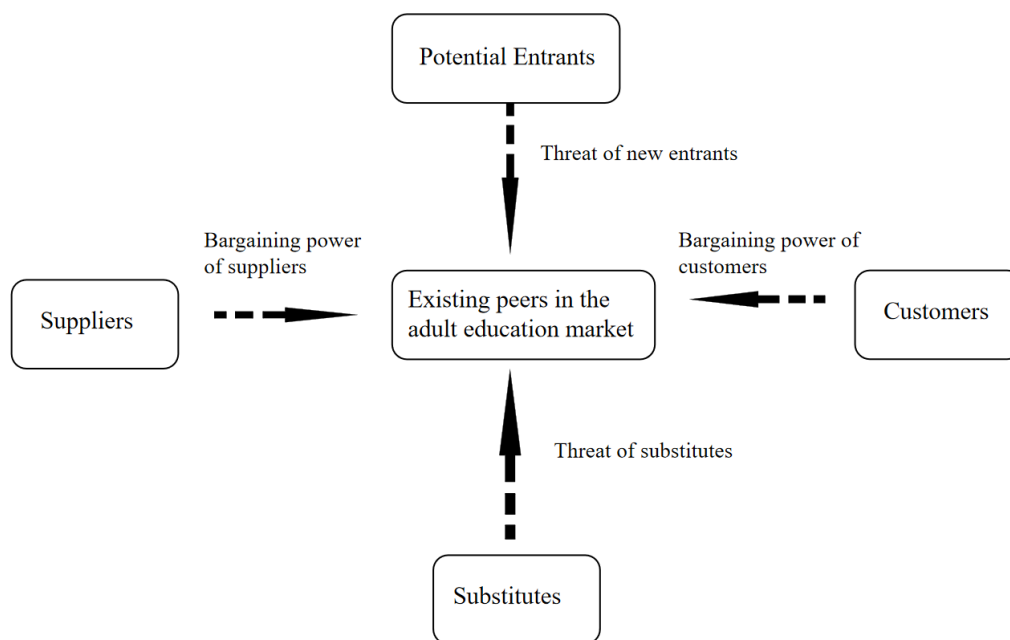 Potential Entrants
Threat of new entrants
Bargaining power
of suppliers
Bargaining power of
customers
Suppliers
Existing peers in the
adult education market
Customers
Threat of substitutes
Substitutes